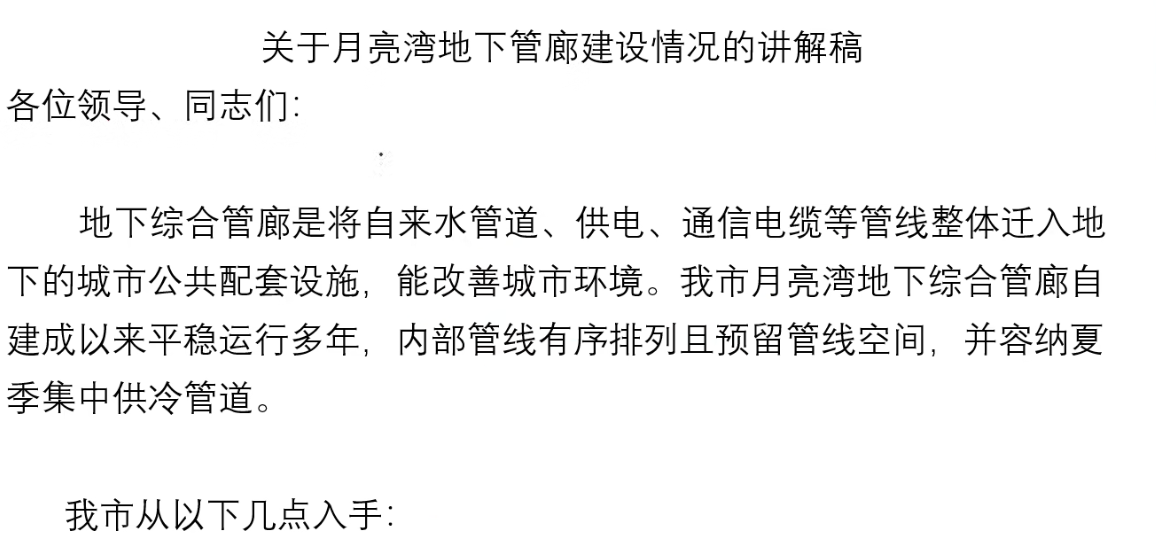 关于月亮湾地下管廊建设情况的讲解稿
各位领导、同志们：
地下综合管廊是将自来水管道、供电、通信电缆等管线整体迁入地
下的城市公共配套设施，能改善城市环境。我市月亮湾地下综合管廊自
建成以来平稳运行多年，内部管线有序排列且预留管线空间，并容纳夏
季集中供冷管道。
我市从以下几点入手：